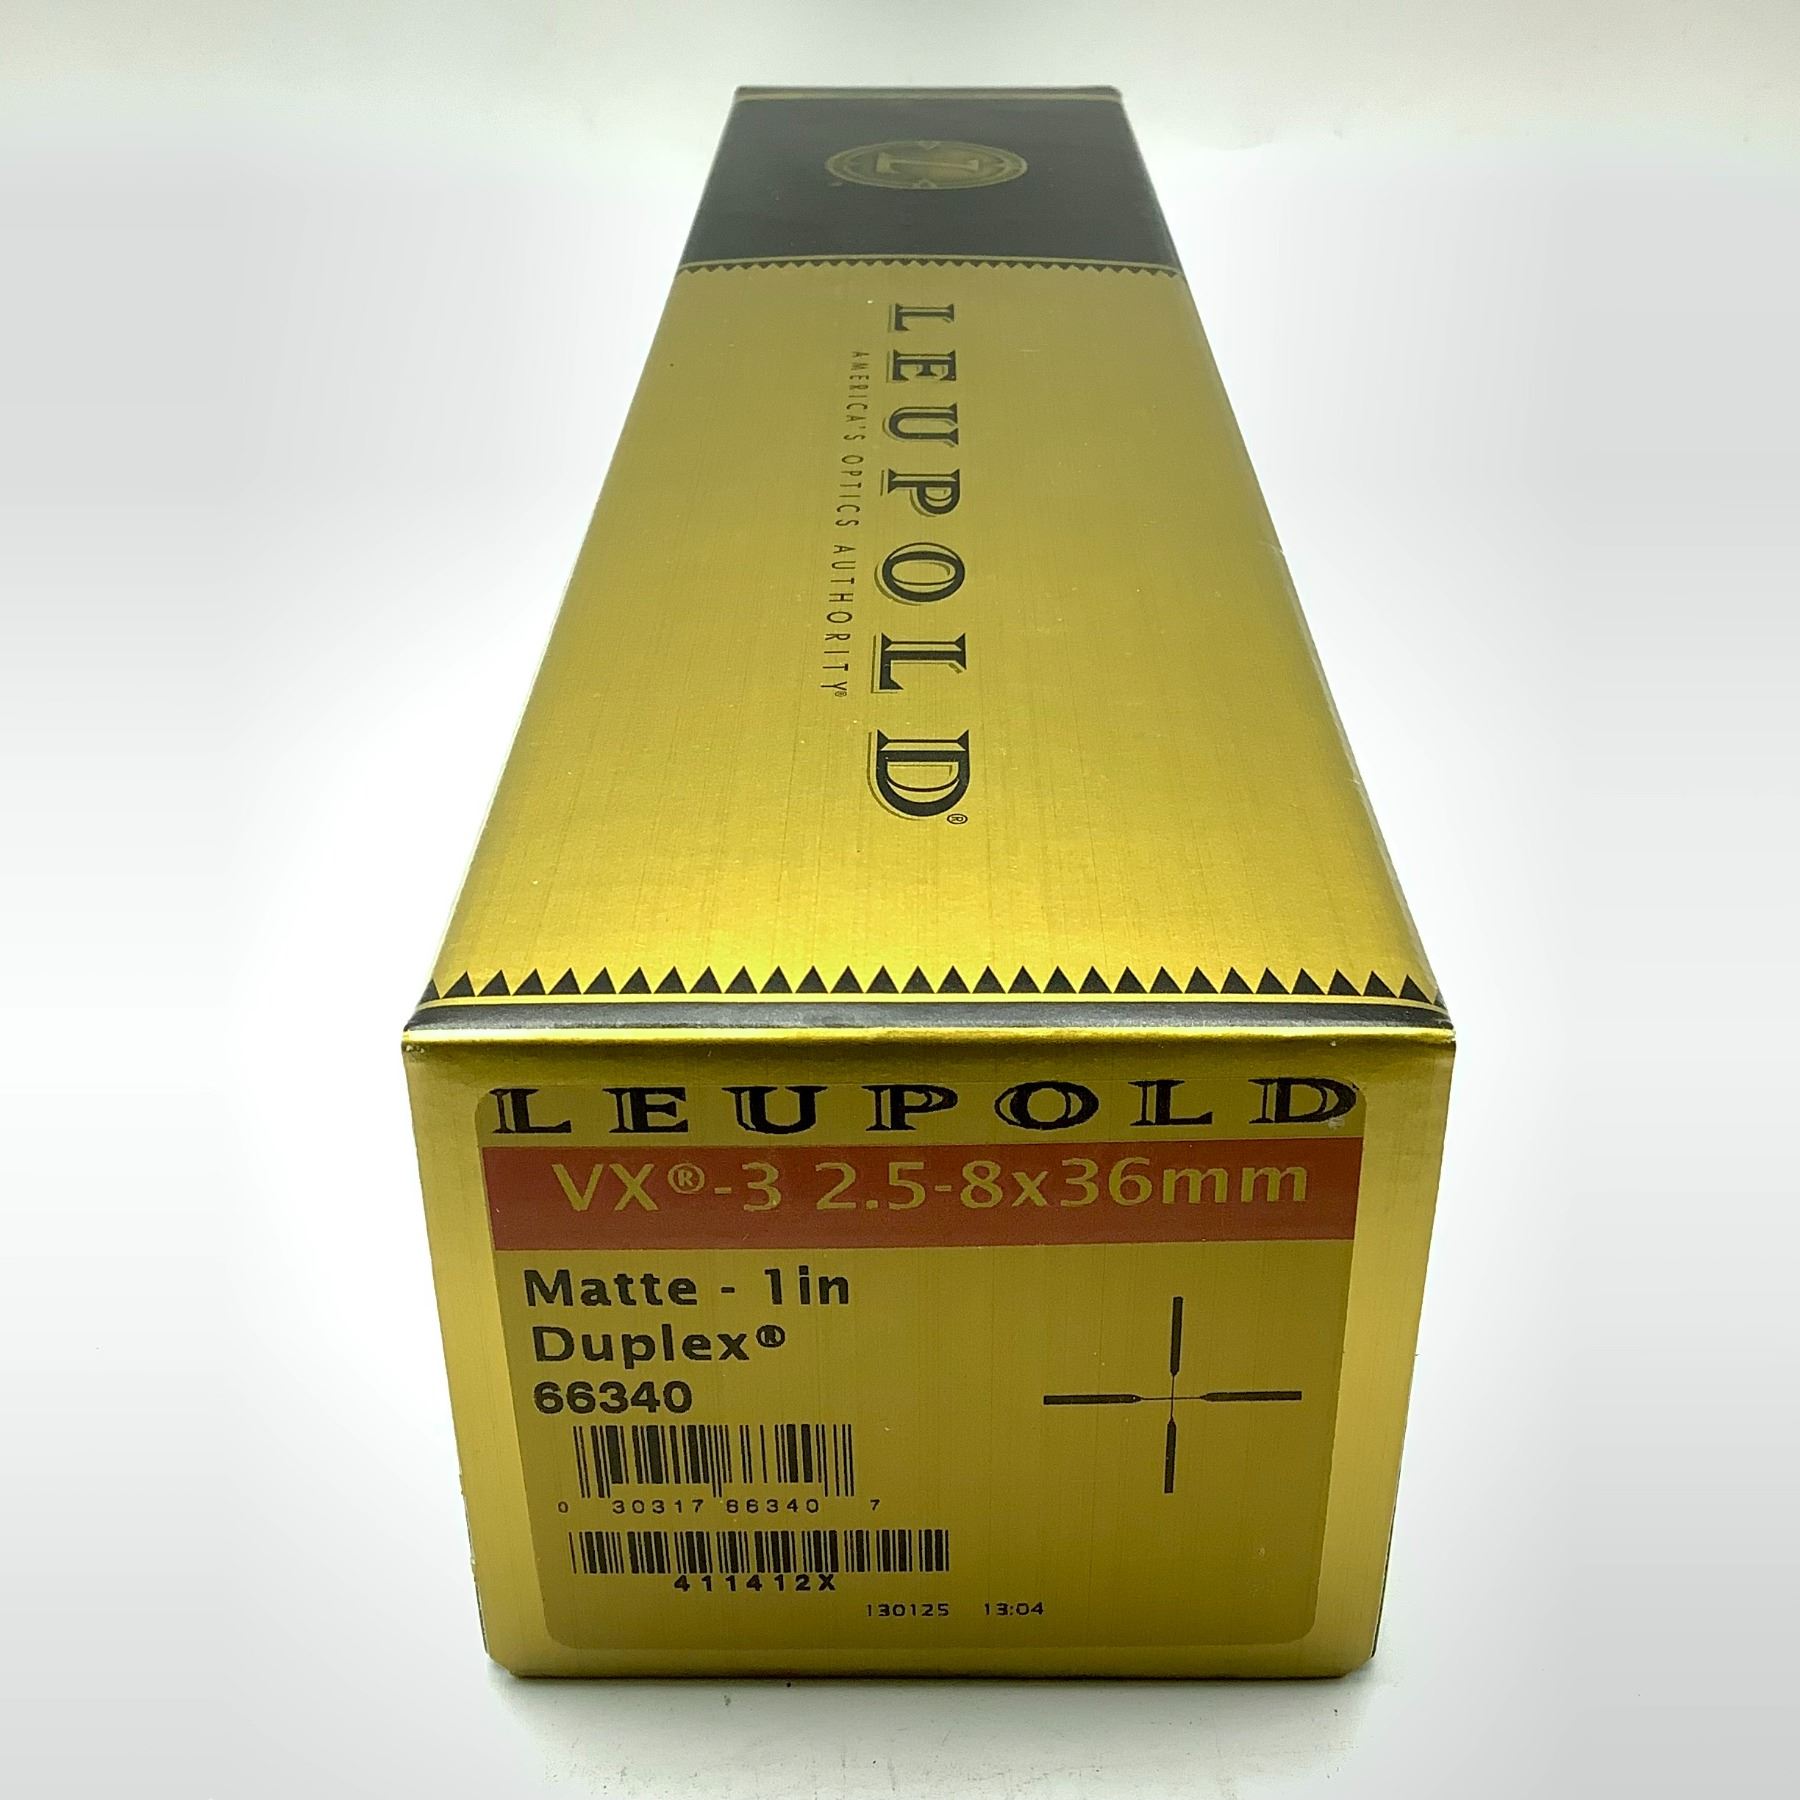 L
LEUPOLD®
AMERICA'S OPTICS AUTHORITY®
LEUPOLD
VX®-3 2.5-8x36mm
Matte - 1in
Duplex®
66340
0 30317 66340 7
411412X
130125 13:04